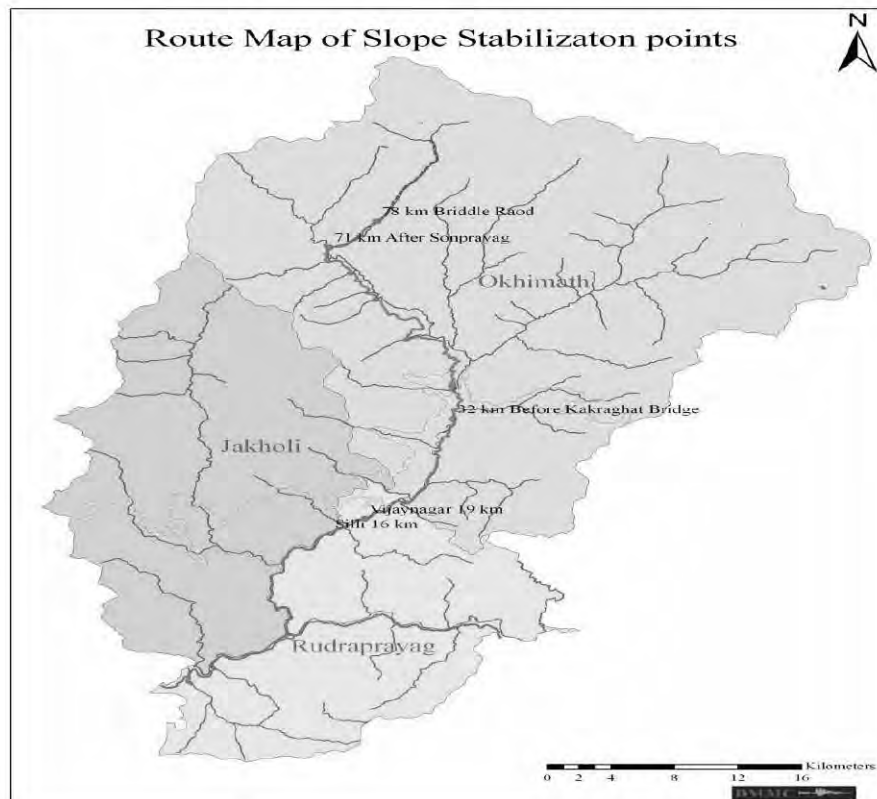 N
Route Map of Slope Stabilizaton points
78 km Briddle Raod
71 km After Sonprayag
Okhimath
32 km Before Kakraghat Bridge
Jakholi
Vijaynagar 19 km
Silli 16 km
Rudraprayag
Kilometers
0 2 4 8 12 16